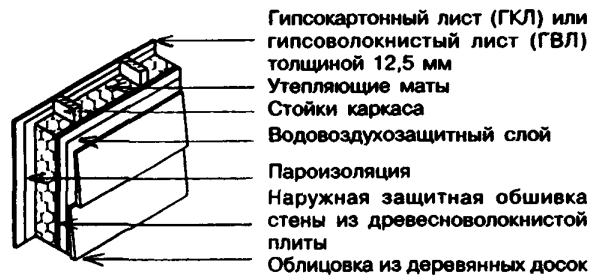 Гипсокартонный лист (ГКЛ) или
гипсоволокнистый лист (ГВЛ)
толщиной 12,5 мм
Утепляющие маты
Стойки каркаса
Водовоздухозащитный слой
Пароизоляция
Наружная защитная обшивка
стены из древесноволокнистой
плиты
Облицовка из деревянных досок